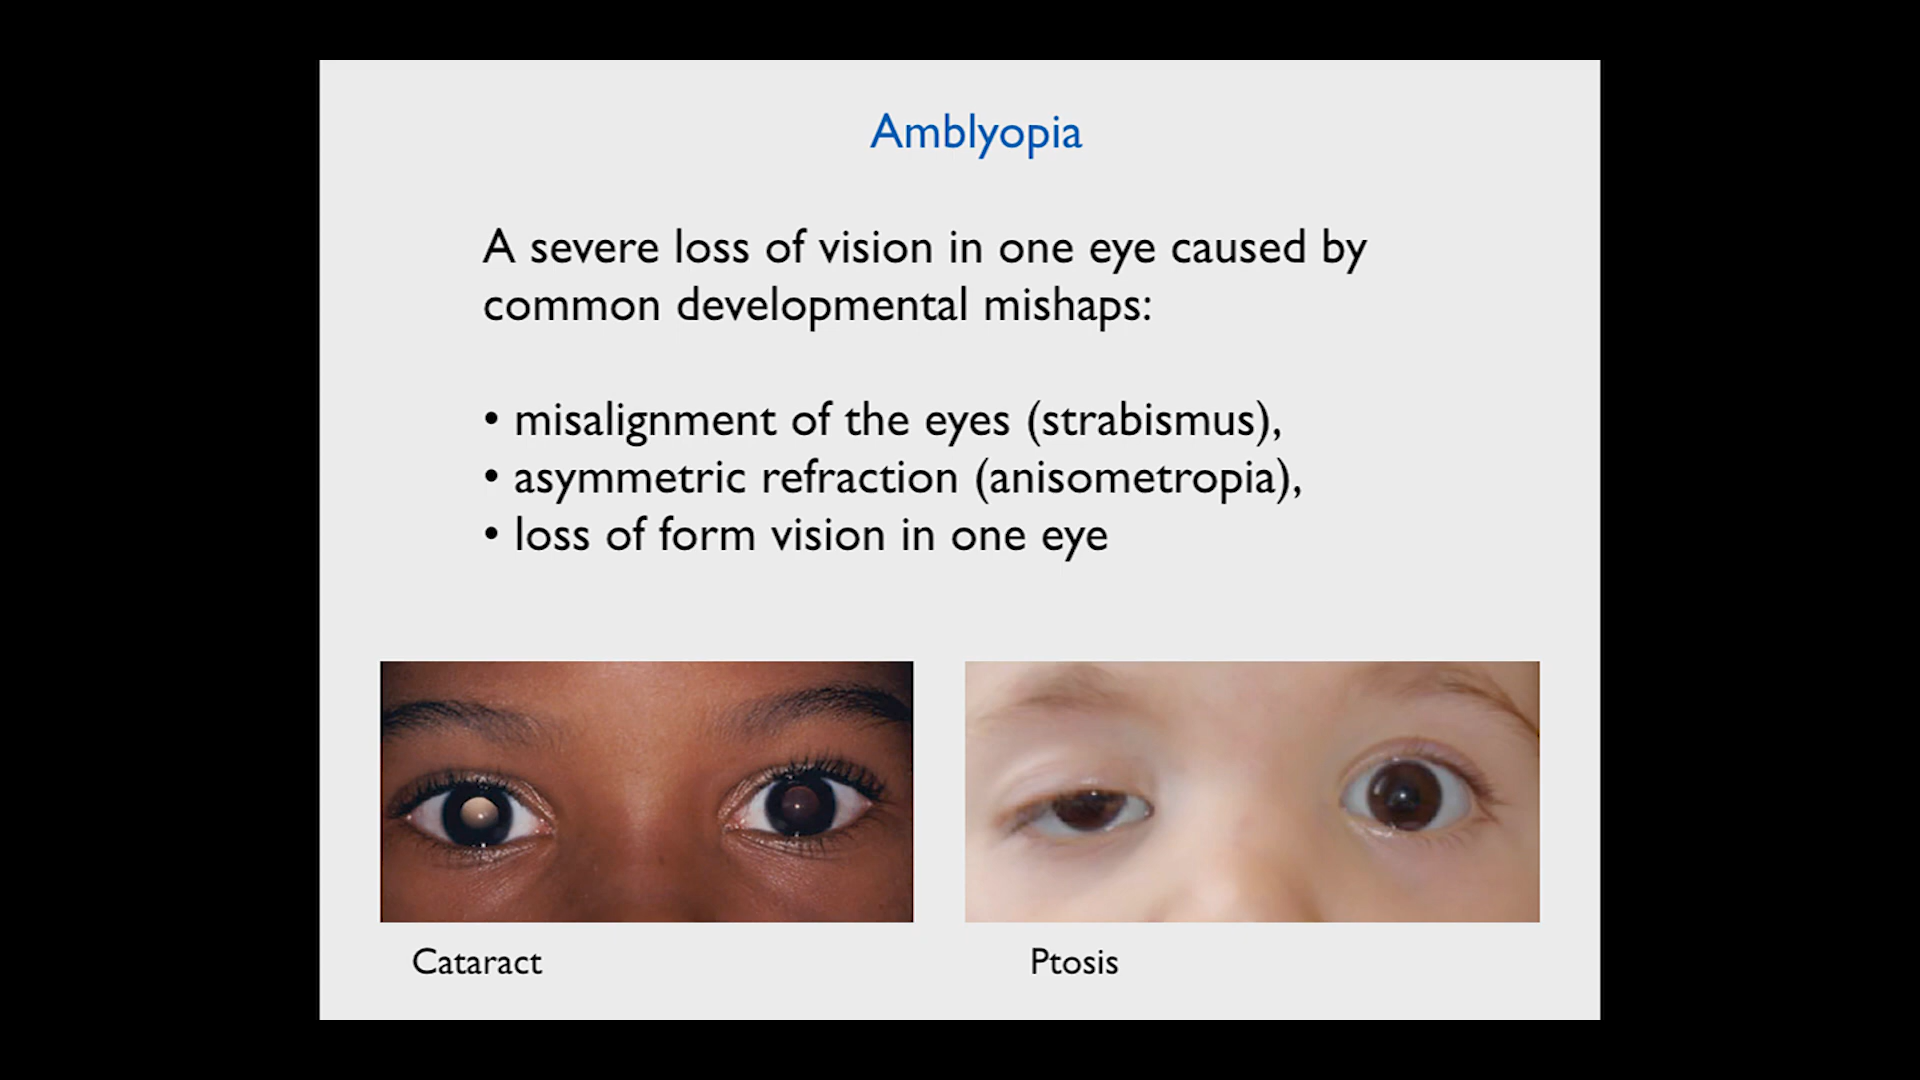 Amblyopia
A severe loss of vision in one eye caused by
common developmental mishaps:
• misalignment of the eyes (strabismus),
• asymmetric refraction (anisometropia),
• loss of form vision in one eye
Cataract
Ptosis